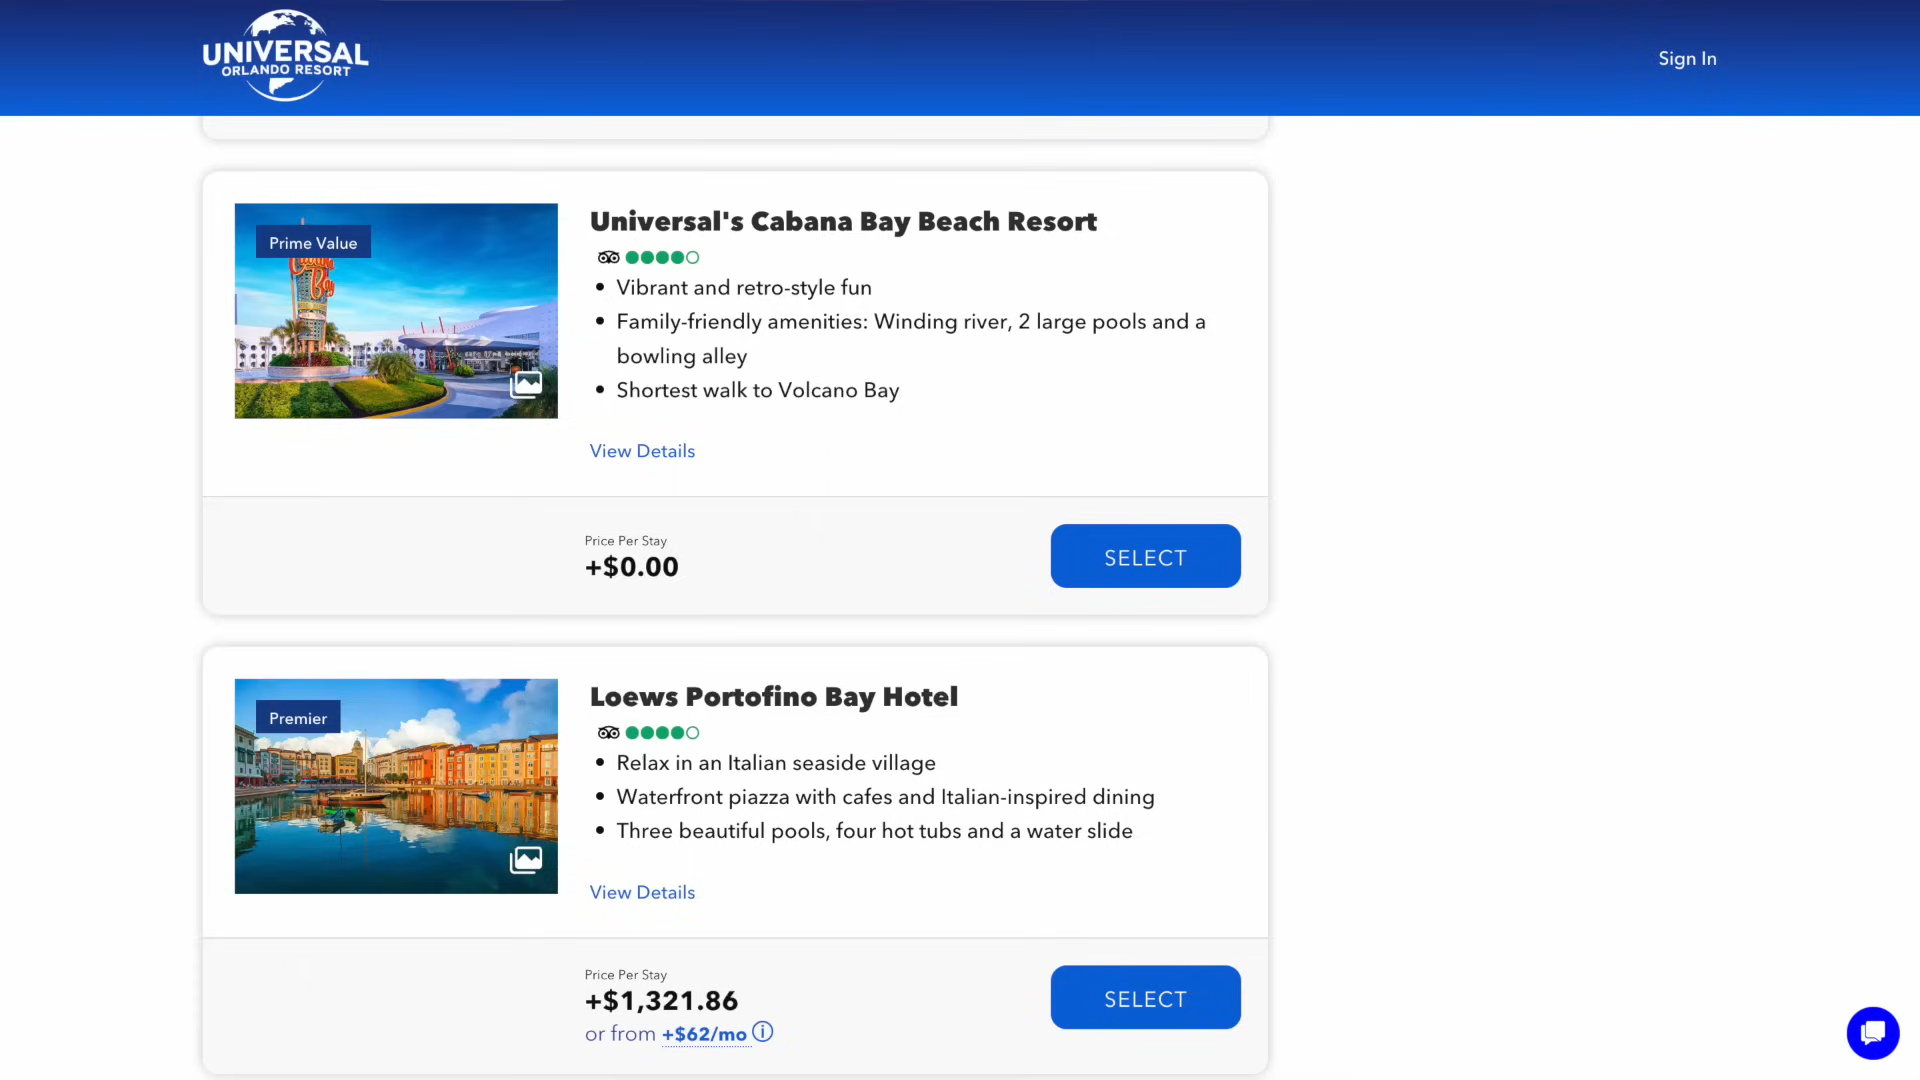 UNIVERSAL
ORLANDO RESORT
Sign In
Prime Value
Cabana
Bay
Universal's Cabana Bay Beach Resort
Vibrant and retro-style fun
Family-friendly amenities: Winding river, 2 large pools and a
bowling alley
Shortest walk to Volcano Bay
View Details
Price Per Stay
+$0.00
SELECT
Premier
Loews Portofino Bay Hotel
Relax in an Italian seaside village
Waterfront piazza with cafes and Italian-inspired dining
Three beautiful pools, four hot tubs and a water slide
View Details
Price Per Stay
+$1,321.86
or from +$62/mo
SELECT